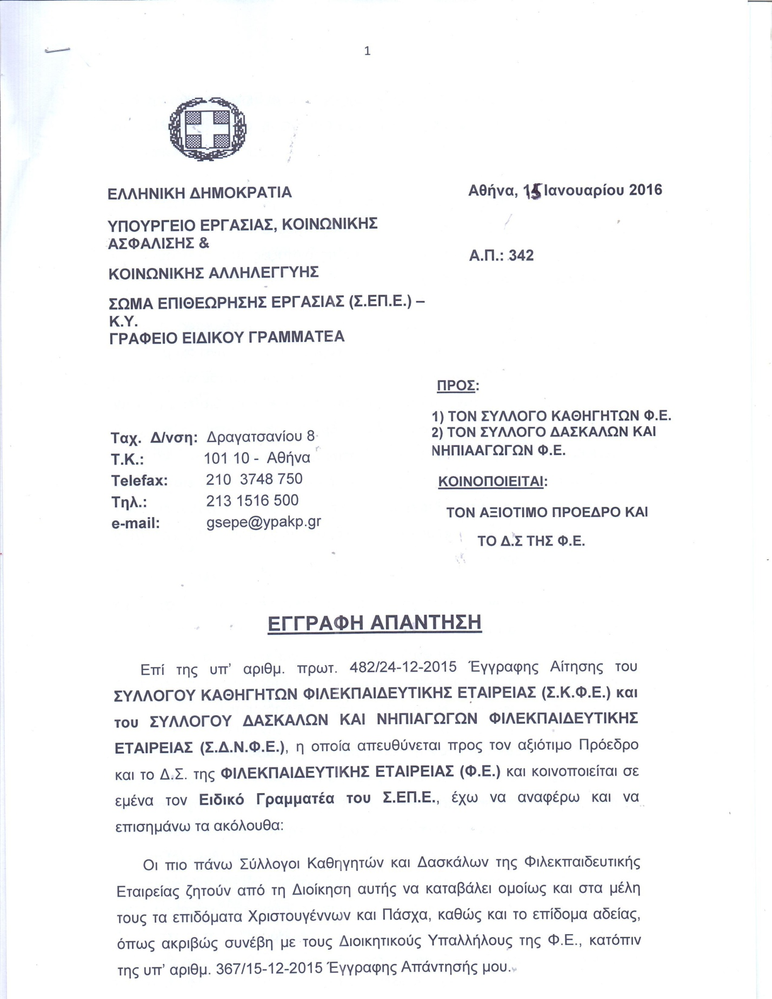 1
ΕΛΛΗΝΙΚΗ ΔΗΜΟΚΡΑΤΙΑ
Αθήνα, 15 Ιανουαρίου 2016
ΥΠΟΥΡΓΕΙΟ ΕΡΓΑΣΙΑΣ, ΚΟΙΝΩΝΙΚΗΣ
ΑΣΦΑΛΙΣΗΣ &
Α.Π.: 342
ΚΟΙΝΩΝΙΚΗΣ ΑΛΛΗΛΕΓΓΥΗΣ
ΣΩΜΑ ΕΠΙΘΕΩΡΗΣΗΣ ΕΡΓΑΣΙΑΣ (Σ.ΕΠ.Ε.) –
Κ.Υ.
ΓΡΑΦΕΙΟ ΕΙΔΙΚΟΥ ΓΡΑΜΜΑΤΕΑ
Ταχ. Δ/νση: Δραγατσανίου 8
Τ.Κ.: 101 10 - Αθήνα
Telefax: 210 3748 750
Τηλ.: 213 1516 500
e-mail: gsepe@ypakp.gr
ΠΡΟΣ:
1) ΤΟΝ ΣΥΛΛΟΓΟ ΚΑΘΗΓΗΤΩΝ Φ.Ε.
2) ΤΟΝ ΣΥΛΛΟΓΟ ΔΑΣΚΑΛΩΝ ΚΑΙ
ΝΗΠΙΑΑΓΩΓΩΝ Φ.Ε.
ΚΟΙΝΟΠΟΙΕΙΤΑΙ:
ΤΟΝ ΑΞΙΟΤΙΜΟ ΠΡΟΕΔΡΟ ΚΑΙ
ΤΟ Δ.Σ ΤΗΣ Φ.Ε.
ΕΓΓΡΑΦΗ ΑΠΑΝΤΗΣΗ
Επί της υπ’ αριθμ. πρωτ. 482/24-12-2015 Έγγραφης Αίτησης του
ΣΥΛΛΟΓΟΥ ΚΑΘΗΓΗΤΩΝ ΦΙΛΕΚΠΑΙΔΕΥΤΙΚΗΣ ΕΤΑΙΡΕΙΑΣ (Σ.Κ.Φ.Ε.) και
του ΣΥΛΛΟΓΟΥ ΔΑΣΚΑΛΩΝ ΚΑΙ ΝΗΠΙΑΓΩΓΩΝ ΦΙΛΕΚΠΑΙΔΕΥΤΙΚΗΣ
ΕΤΑΙΡΕΙΑΣ (Σ.Δ.Ν.Φ.Ε.), η οποία απευθύνεται προς τον αξιότιμο Πρόεδρο
και το Δ.Σ. της ΦΙΛΕΚΠΑΙΔΕΥΤΙΚΗΣ ΕΤΑΙΡΕΙΑΣ (Φ.Ε.) και κοινοποιείται σε
εμένα τον Ειδικό Γραμματέα του Σ.ΕΠ.Ε., έχω να αναφέρω και να
επισημάνω τα ακόλουθα:
Οι πιο πάνω Σύλλογοι Καθηγητών και Δασκάλων της Φιλεκπαιδευτικής
Εταιρείας ζητούν από τη Διοίκηση αυτής να καταβάλει ομοίως και στα μέλη
τους τα επιδόματα Χριστουγέννων και Πάσχα, καθώς και το επίδομα αδείας,
όπως ακριβώς συνέβη με τους Διοικητικούς Υπαλλήλους της Φ.Ε., κατόπιν
της υπ’ αριθμ. 367/15-12-2015 Έγγραφης Απάντησής μου.